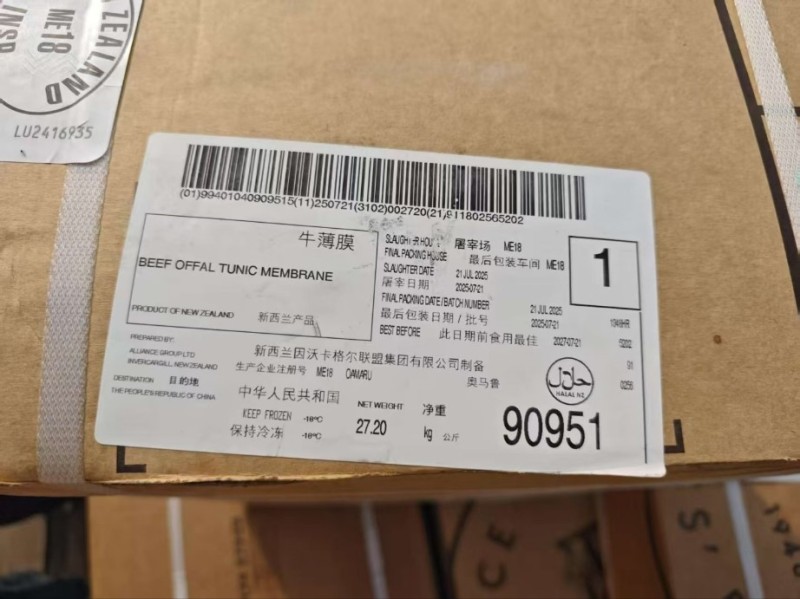 ZEALAND
ME18
/INSP
LU2416935
(01)99401040909515(11)250721(3102)002720(21)911802565202
牛薄膜
BEEF OFFAL TUNIC MEMBRANE
PRODUCT OF NEW ZEALAND 新西兰产品
SLAUGHTER HOUSE 屠宰场 ME18
FINAL PACKING HOUSE 最后包装车间 ME18
SLAUGHTER DATE 21 JUL 2025
屠宰日期 2025-07-21
FINAL PACKING DATE / BATCH NUMBER 21 JUL 2025
最后包装日期 / 批号 2025-07-21
BEST BEFORE 此日期前食用最佳 2027-07-21
1
5202
91
0256
PREPARED BY:
ALLIANCE GROUP LTD
INVERCARGILL, NEW ZEALAND
新西兰因沃卡格尔联盟集团有限公司制备
生产企业注册号 ME18 OAMARU 奥马鲁
DESTINATION 目的地
THE PEOPLE'S REPUBLIC OF CHINA
中华人民共和国
KEEP FROZEN -18°C
保持冷冻 -18°C
NET WEIGHT 净重
27.20 kg 公斤
حلال
HALAL NZ
90951